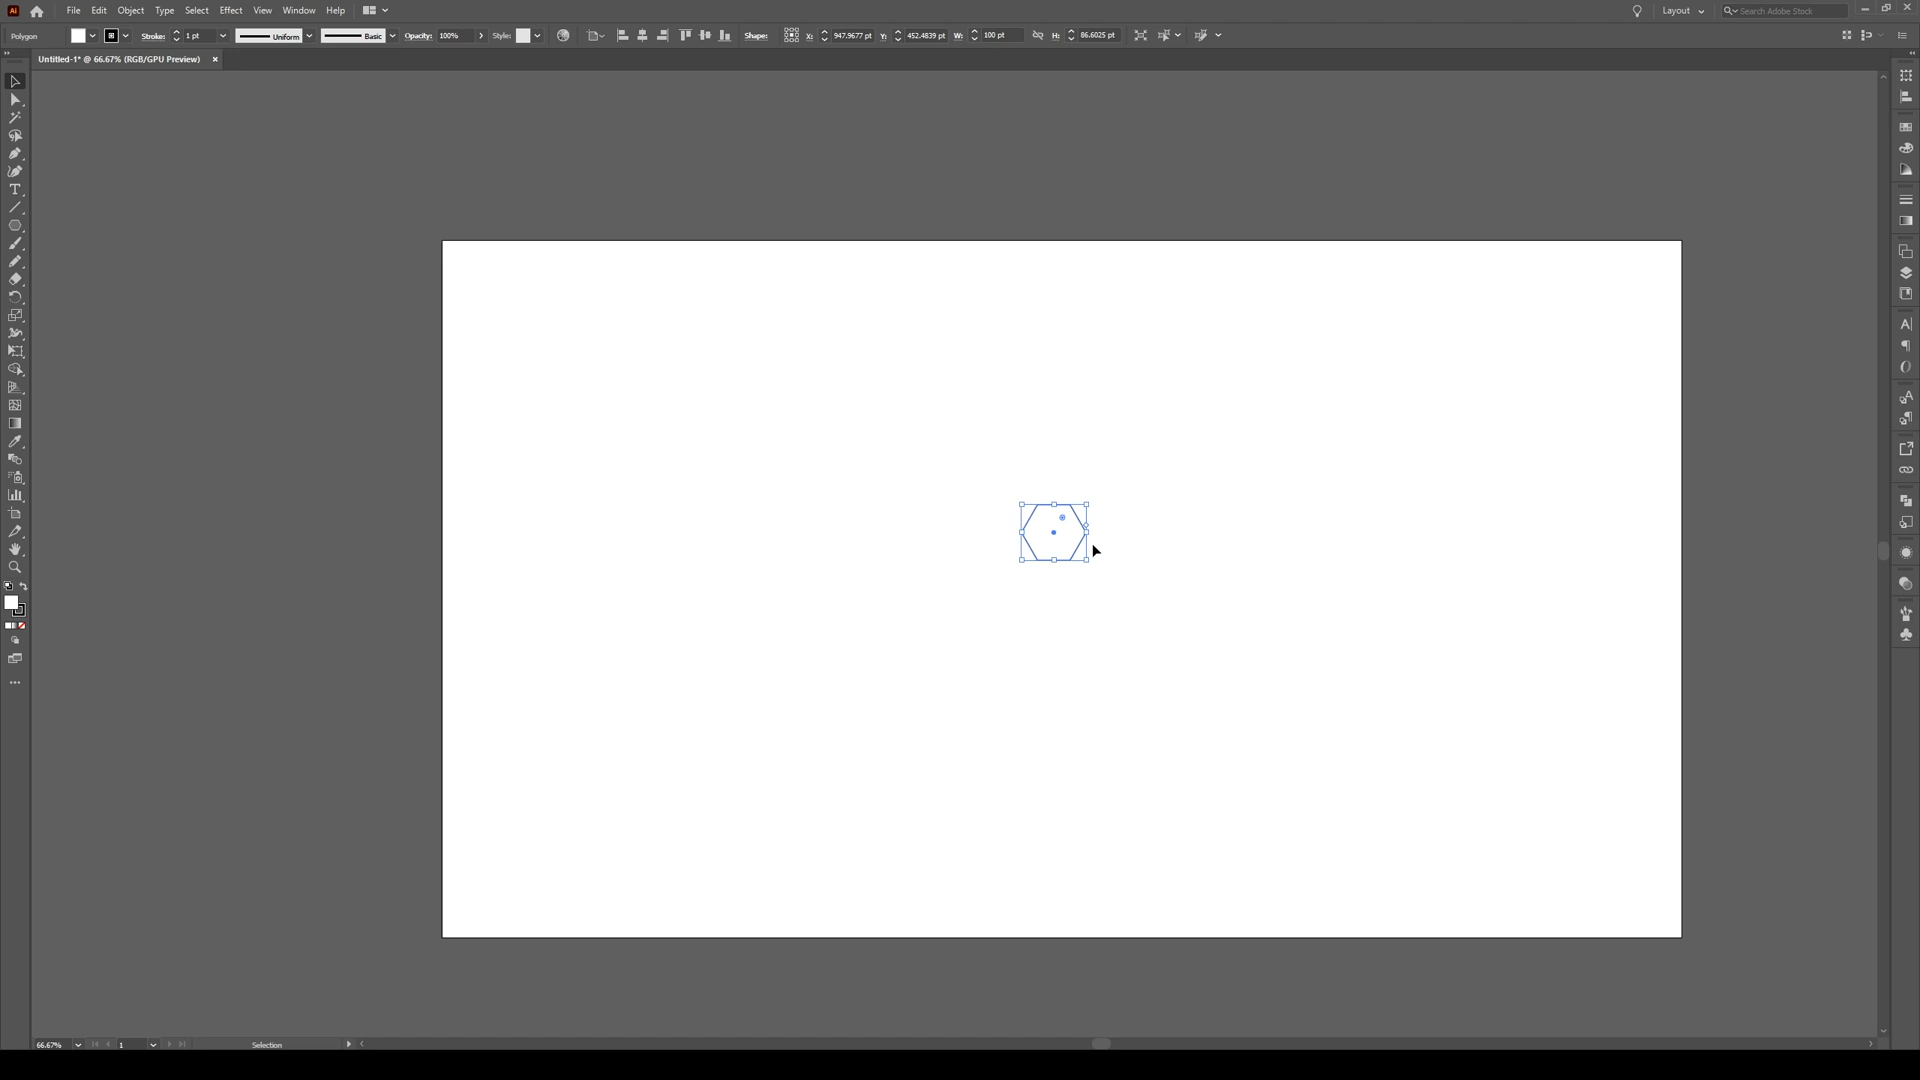 Ai File Edit Object Type Select Effect View Window Help Layout Search Adobe Stock
Polygon Stroke: 1 pt Uniform Basic Opacity: 100% Style: Shape: X: 947.9677 pt Y: 452.4839 pt W: 100 pt H: 86.6025 pt
Untitled-1* @ 66.67% (RGB/GPU Preview)
66.67% 1 Selection